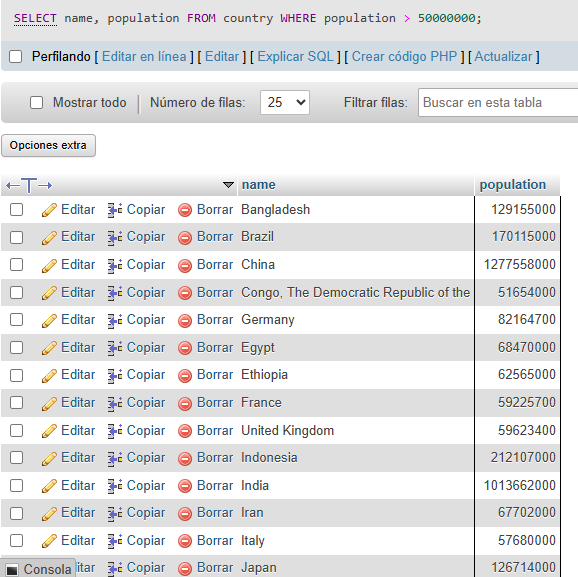 SELECT name, population FROM country WHERE population > 50000000;
Perfilando [ Editar en línea ] [ Editar ] [ Explicar SQL ] [ Crear código PHP ] [ Actualizar ]
Mostrar todo Número de filas: 25 Filtrar filas: Buscar en esta tabla
Opciones extra
name population
Editar Copiar Borrar Bangladesh 129155000
Editar Copiar Borrar Brazil 170115000
Editar Copiar Borrar China 1277558000
Editar Copiar Borrar Congo, The Democratic Republic of the 51654000
Editar Copiar Borrar Germany 82164700
Editar Copiar Borrar Egypt 68470000
Editar Copiar Borrar Ethiopia 62565000
Editar Copiar Borrar France 59225700
Editar Copiar Borrar United Kingdom 59623400
Editar Copiar Borrar Indonesia 212107000
Editar Copiar Borrar India 1013662000
Editar Copiar Borrar Iran 67702000
Editar Copiar Borrar Italy 57680000
Consola itar Copiar Borrar Japan 126714000